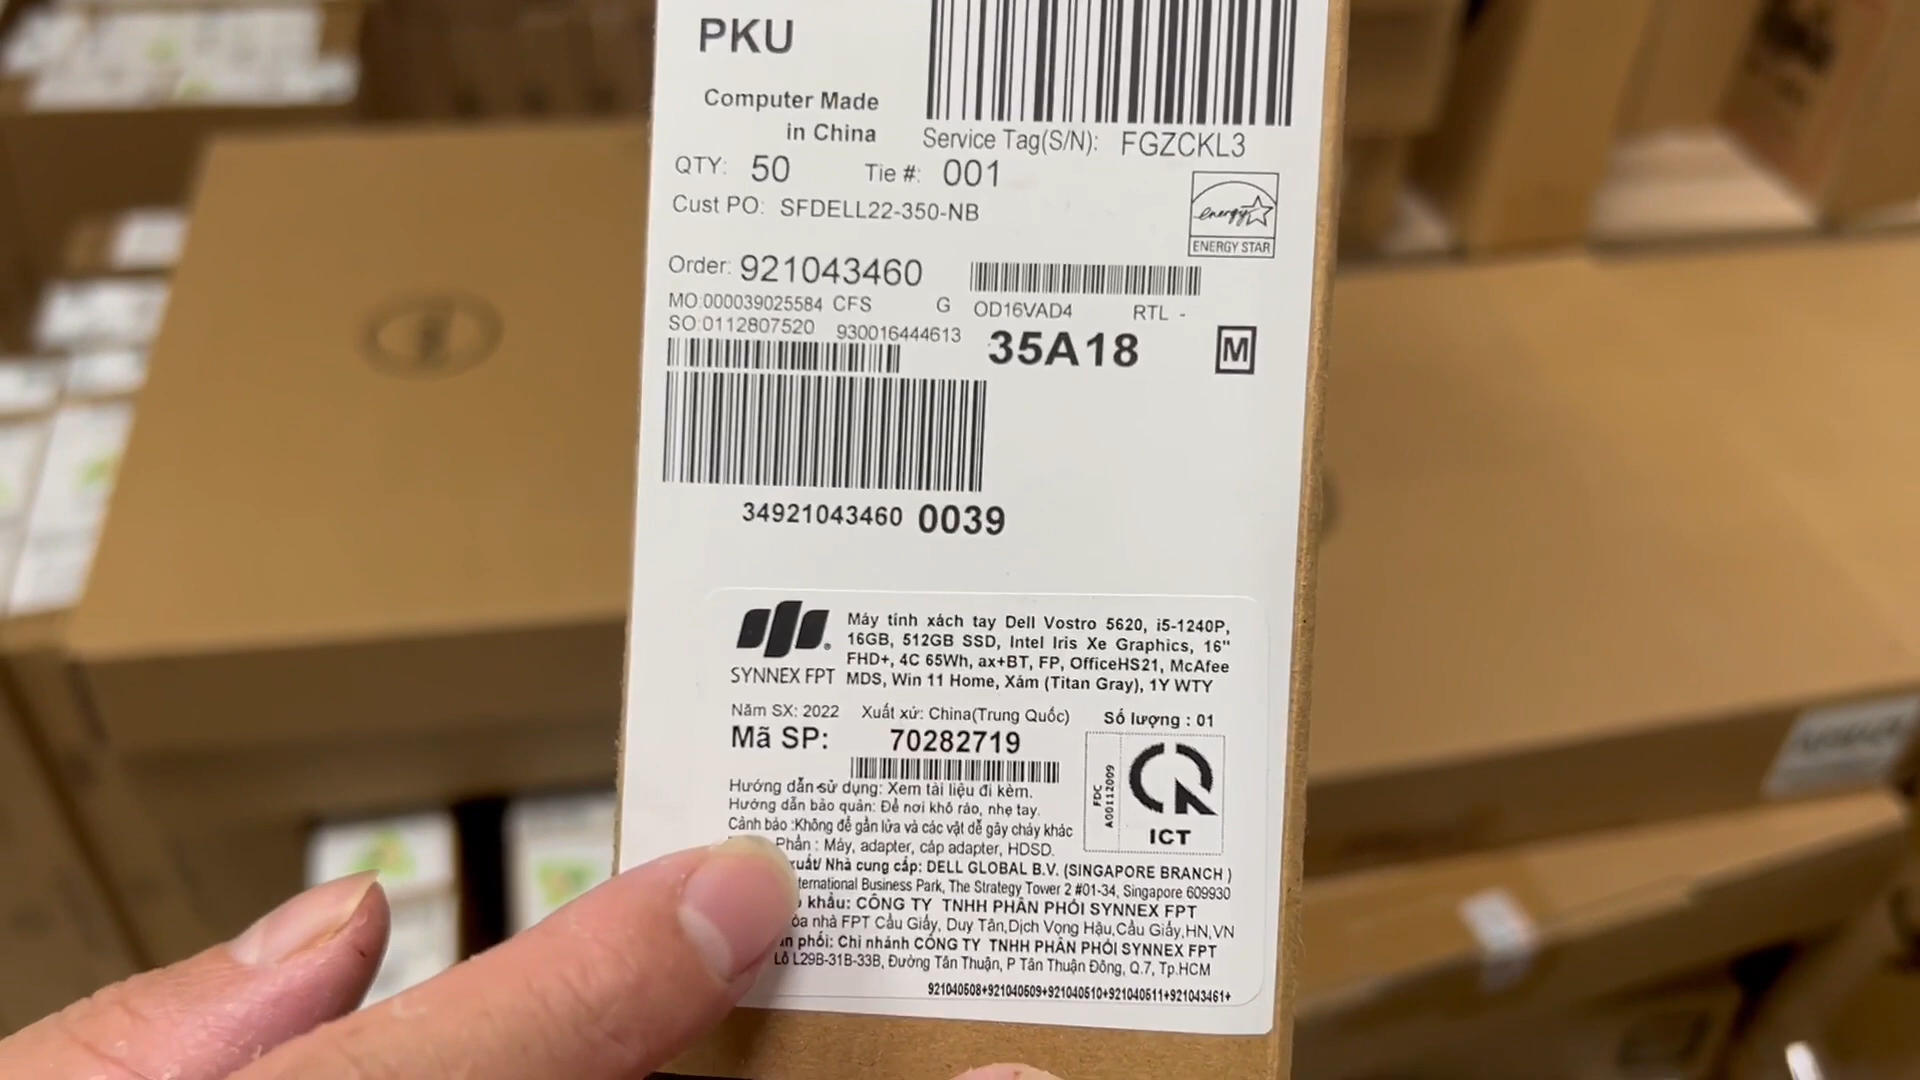 PKU
Computer Made
in China
Service Tag(S/N): FGZCKL3
QTY: 50 Tie #: 001
Cust PO: SFDELL22-350-NB
energy
ENERGY STAR
Order: 921043460
MO:000039025584 CFS G OD16VAD4 RTL -
SO:0112807520 930016444613 35A18 M
34921043460 0039
SYNNEX FPT
Máy tính xách tay Dell Vostro 5620, i5-1240P,
16GB, 512GB SSD, Intel Iris Xe Graphics, 16"
FHD+, 4C 65Wh, ax+BT, FP, OfficeHS21, McAfee
MDS, Win 11 Home, Xám (Titan Gray), 1Y WTY
Năm SX: 2022 Xuất xứ: China(Trung Quốc) Số lượng : 01
Mã SP: 70282719
Hướng dẫn sử dụng: Xem tài liệu đi kèm.
Hướng dẫn bảo quản: Để nơi khô ráo, nhẹ tay.
Cảnh báo :Không để gần lửa và các vật dễ gây cháy khác
Phần : Máy, adapter, cáp adapter, HDSD.
FDC
A00112009
ICT
xuất/ Nhà cung cấp: DELL GLOBAL B.V. (SINGAPORE BRANCH )
ternational Business Park, The Strategy Tower 2 #01-34, Singapore 609930
khẩu: CÔNG TY TNHH PHÂN PHỐI SYNNEX FPT
òa nhà FPT Cầu Giấy, Duy Tân,Dịch Vọng Hậu,Cầu Giấy,HN,VN
n phối: Chi nhánh CÔNG TY TNHH PHÂN PHỐI SYNNEX FPT
Lô L29B-31B-33B, Đường Tân Thuận, P Tân Thuận Đông, Q.7, Tp.HCM
921040508+921040509+921040510+921040511+921043461+